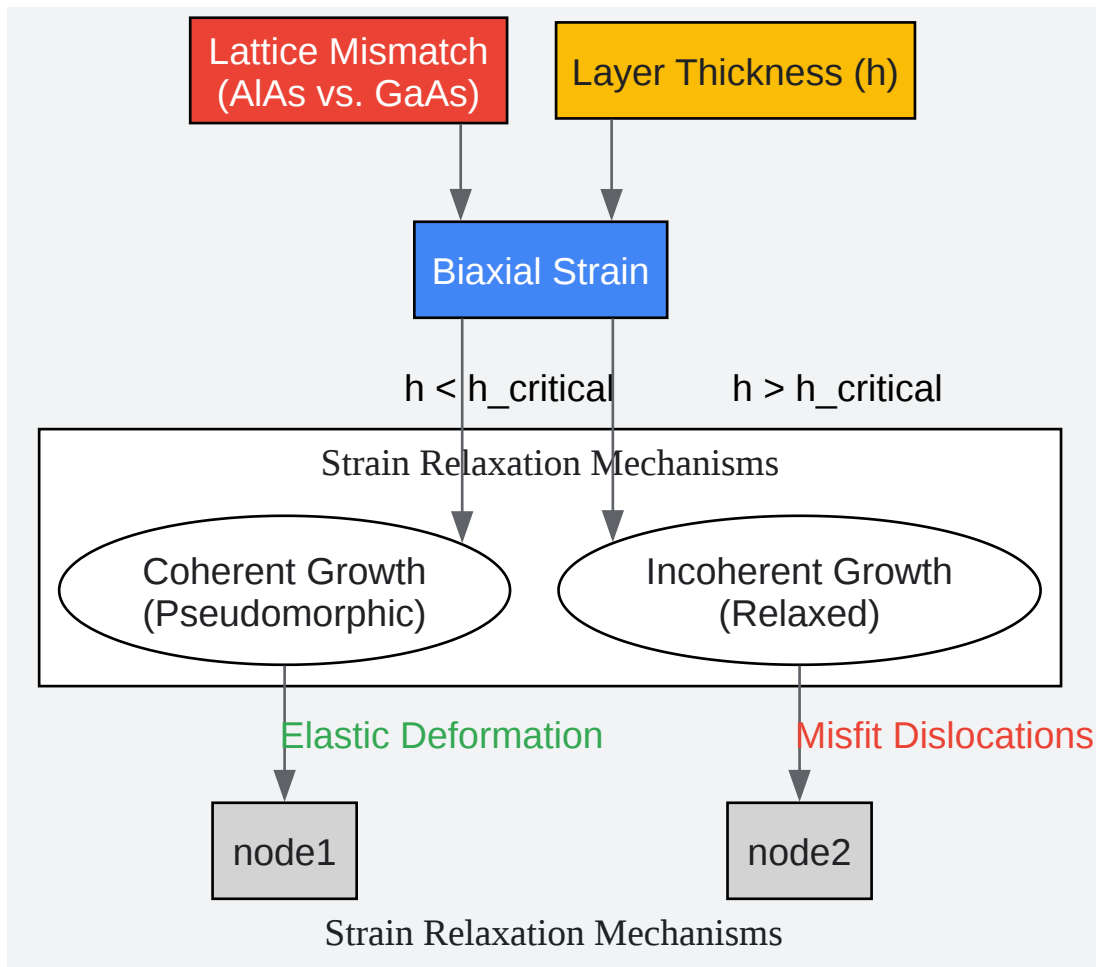 Lattice Mismatch
(AlAs vs. GaAs)
Layer Thickness (h)
Biaxial Strain
h < h_critical
h > h_critical
Strain Relaxation Mechanisms
Coherent Growth
(Pseudomorphic)
Incoherent Growth
(Relaxed)
Elastic Deformation
Misfit Dislocations
node1
node2
Strain Relaxation Mechanisms